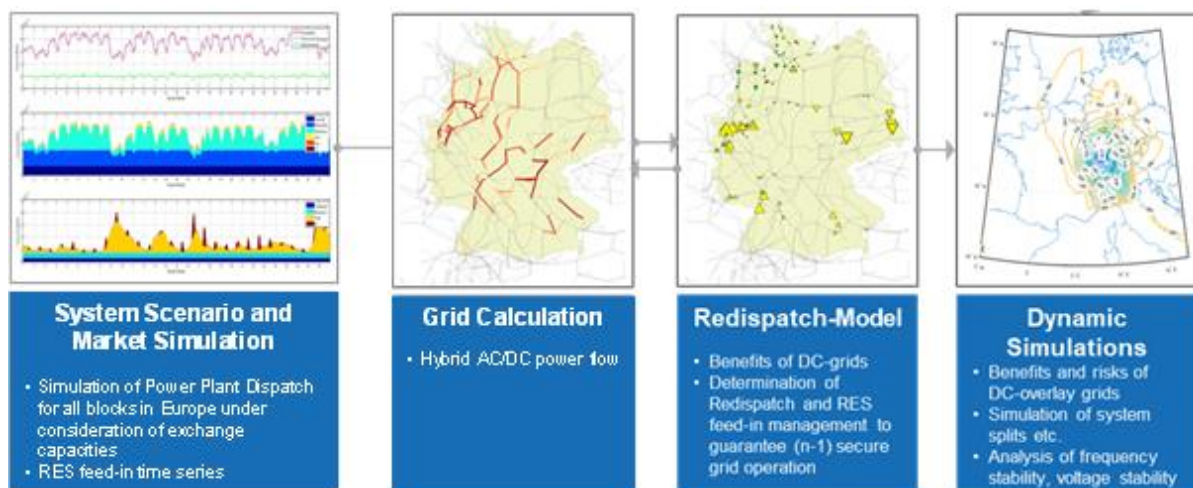 System Scenario and
Market Simulation
• Simulation of Power Plant Dispatch
for all blocks in Europe under
consideration of exchange
capacities
• RES feed-in time series
Grid Calculation
• Hybrid AC/DC power flow
Redispatch-Model
• Benefits of DC-grids
• Determination of
Redispatch and RES
feed-in management to
guarantee (n-1) secure
grid operation
Dynamic
Simulations
• Benefits and risks of
DC-overlay grids
• Simulation of system
splits etc.
• Analysis of frequency
stability, voltage stability